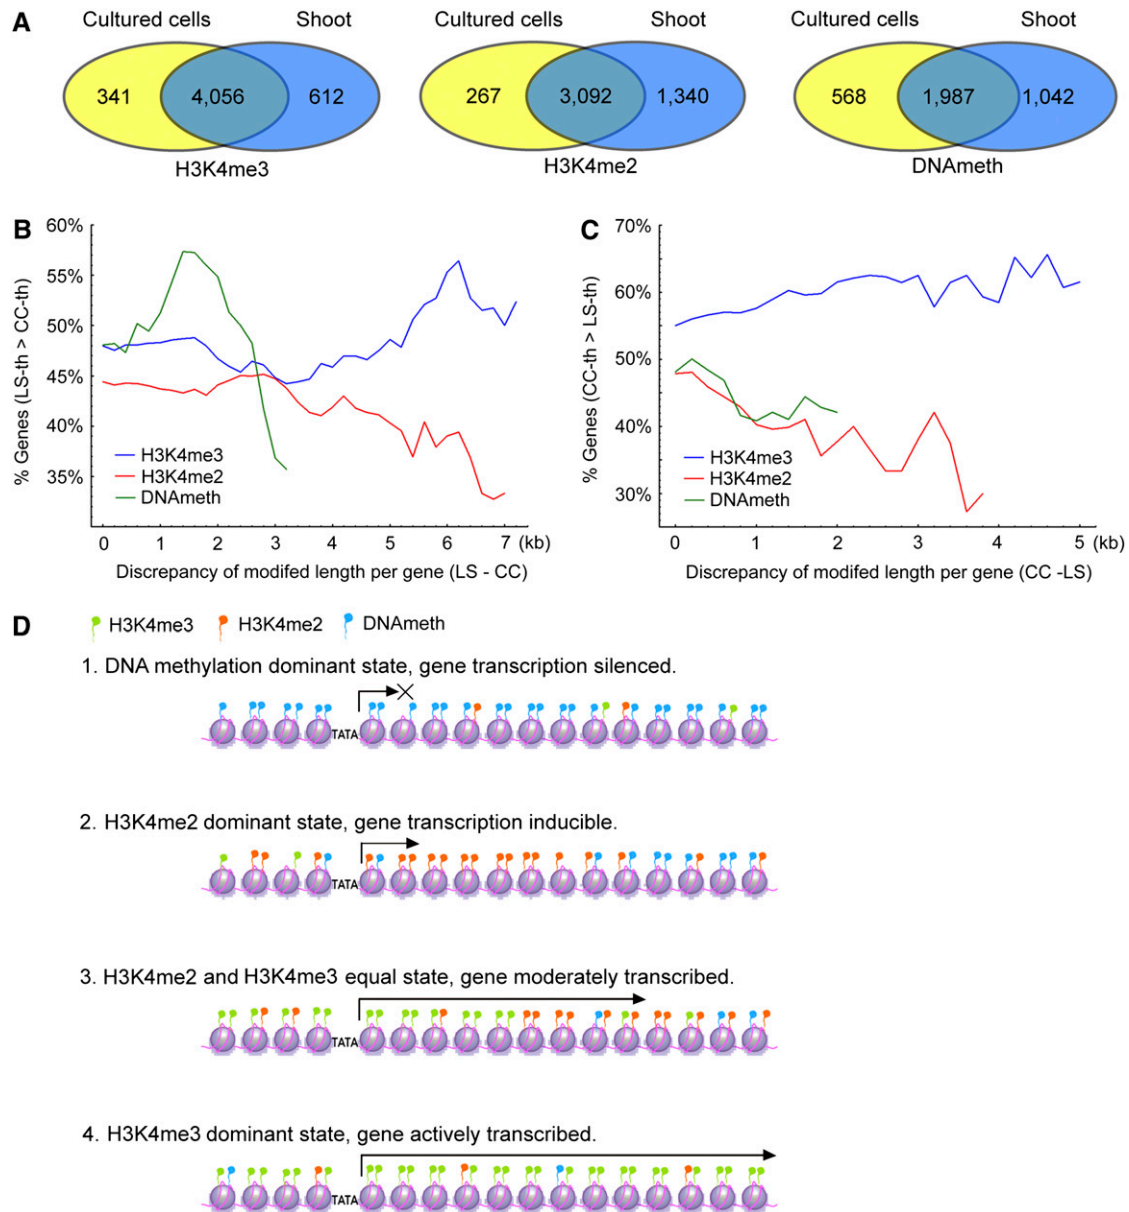 A
Cultured cells Shoot
341 4,056 612
H3K4me3
Cultured cells Shoot
267 3,092 1,340
H3K4me2
Cultured cells Shoot
568 1,987 1,042
DNAmeth
B
% Genes (LS-th > CC-th)
60%
55%
50%
45%
40%
35%
H3K4me3
H3K4me2
DNAmeth
0 1 2 3 4 5 6 7 (kb)
Discrepancy of modifed length per gene (LS - CC)
C
% Genes (CC-th > LS-th)
70%
60%
50%
40%
30%
H3K4me3
H3K4me2
DNAmeth
0 1 2 3 4 5 (kb)
Discrepancy of modifed length per gene (CC -LS)
D
H3K4me3 H3K4me2 DNAmeth
1. DNA methylation dominant state, gene transcription silenced.
TATA
2. H3K4me2 dominant state, gene transcription inducible.
TATA
3. H3K4me2 and H3K4me3 equal state, gene moderately transcribed.
TATA
4. H3K4me3 dominant state, gene actively transcribed.
TATA